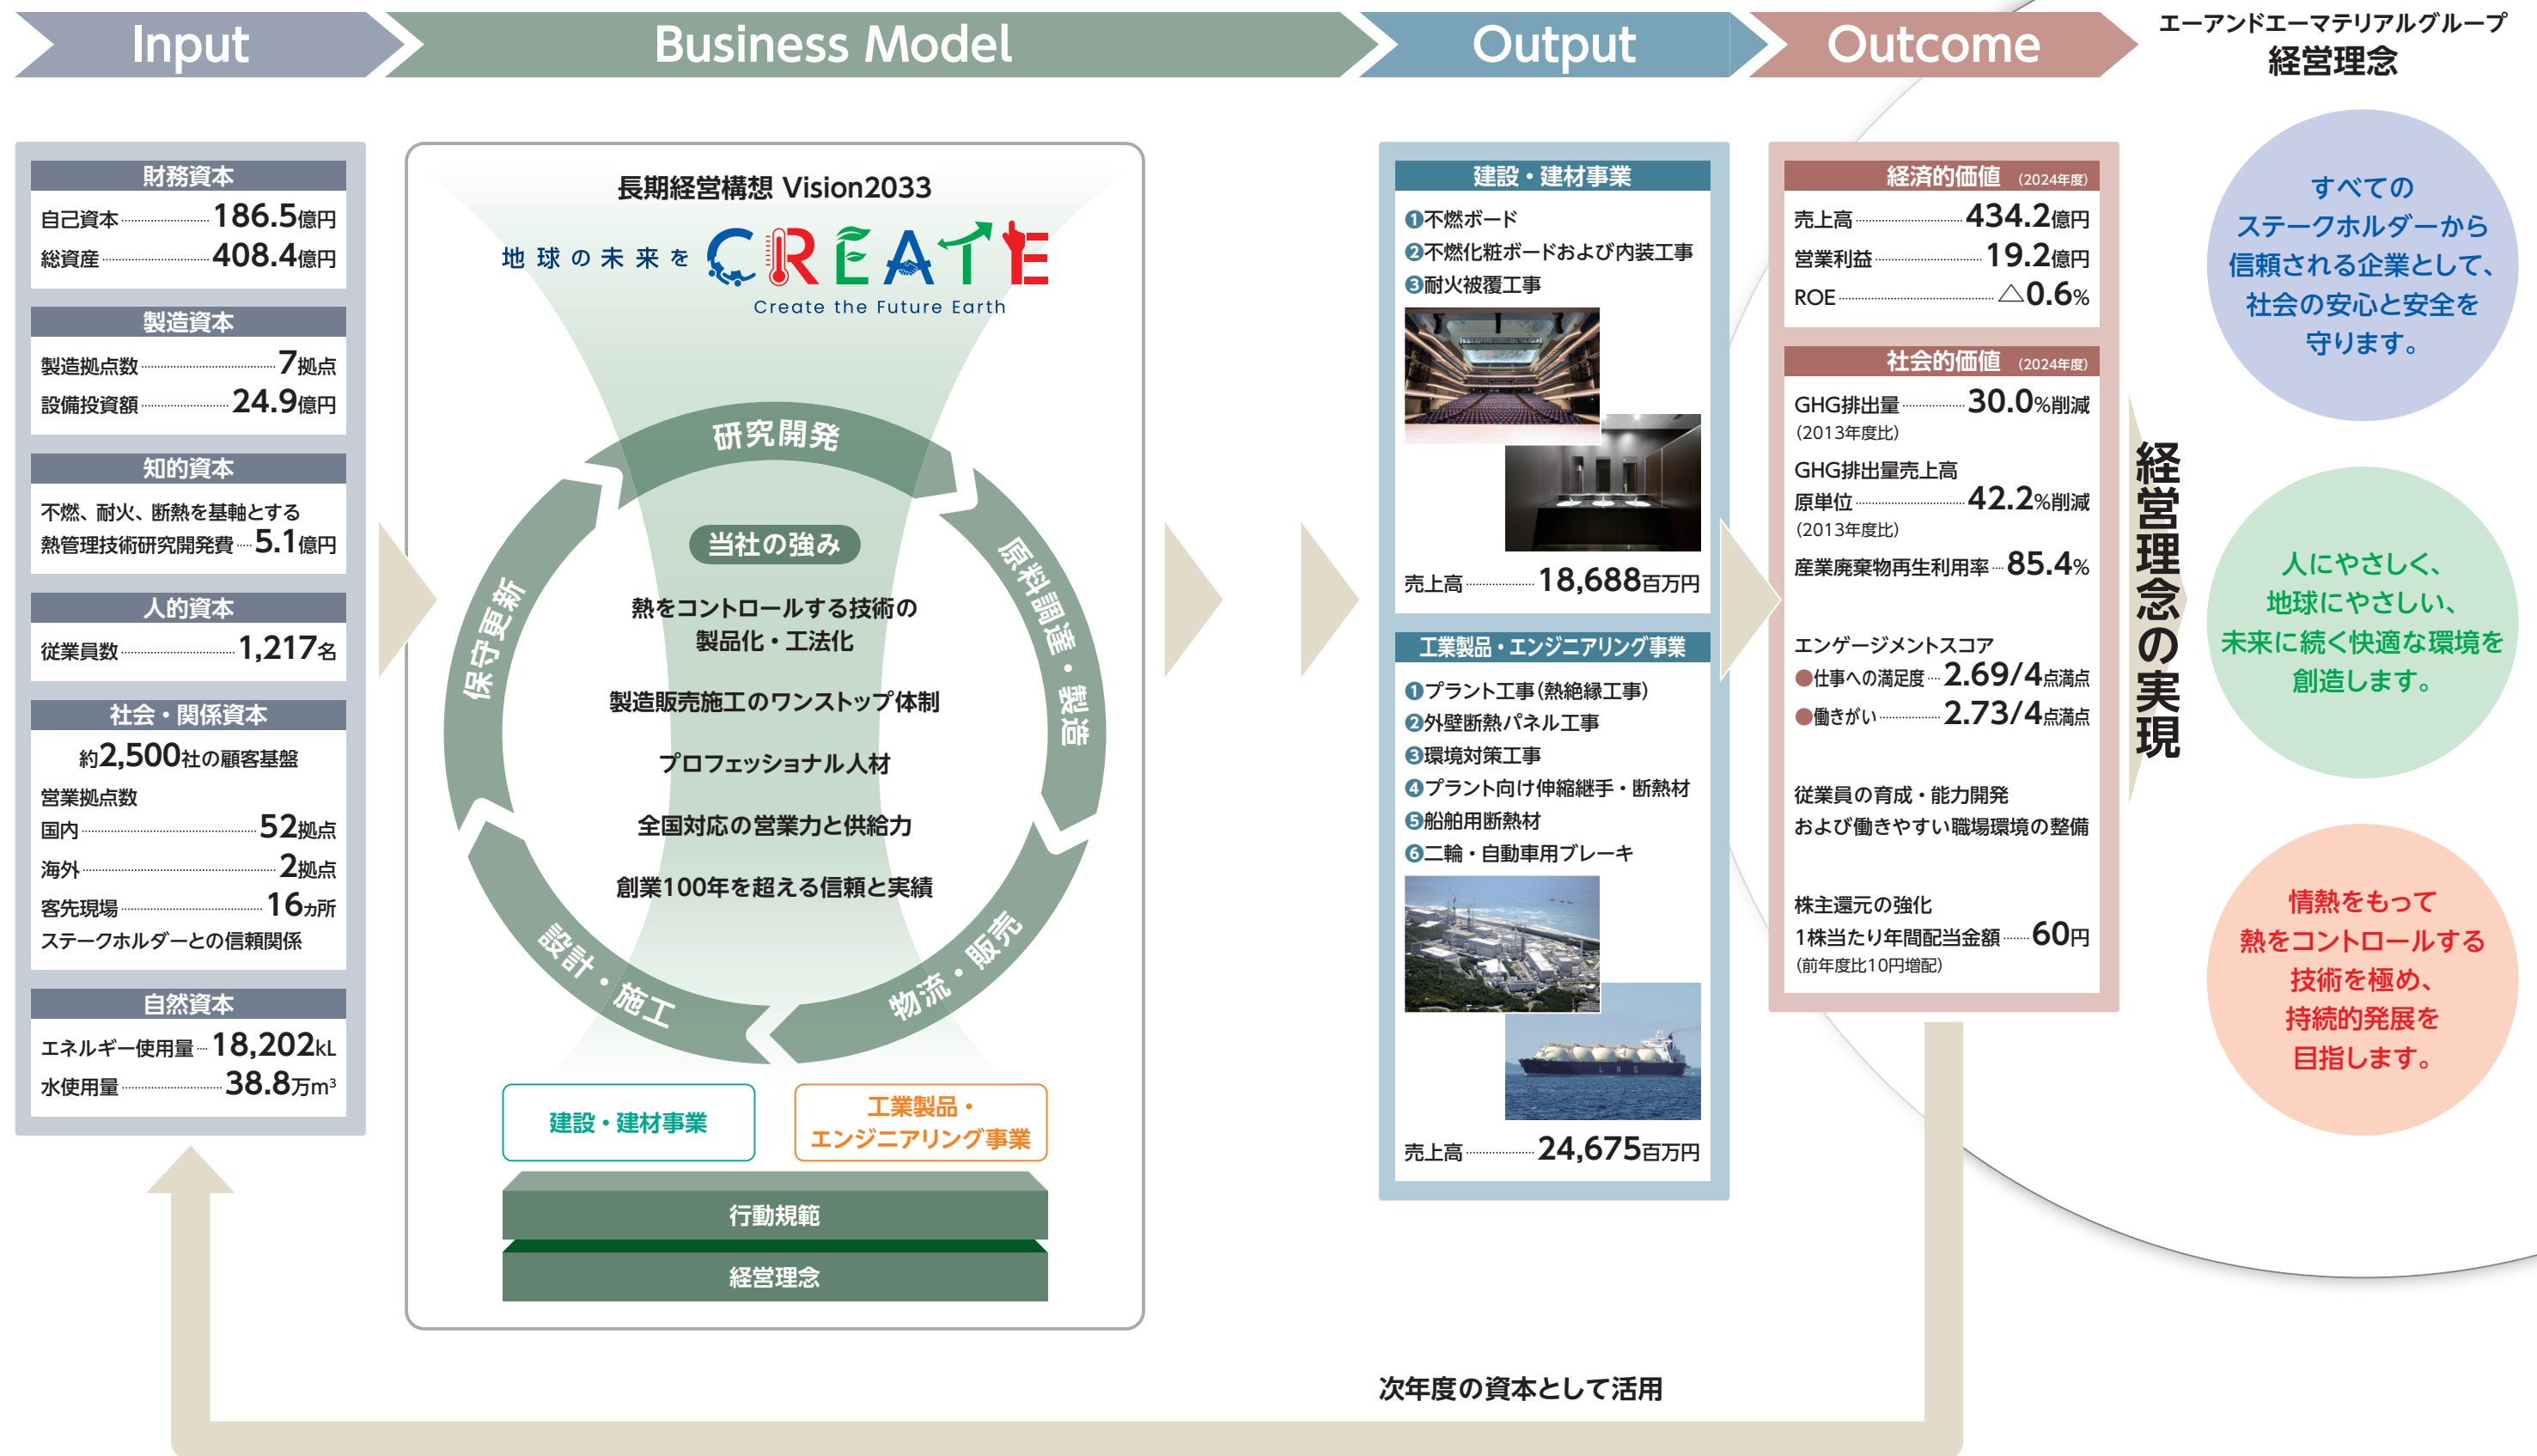 Input
Business Model
Output
Outcome
エーアンドエーマテリアルグループ
経営理念
財務資本
自己資本 186.5億円
総資産 408.4億円
製造資本
製造拠点数 7拠点
設備投資額 24.9億円
知的資本
不燃、耐火、断熱を基軸とする
熱管理技術研究開発費 5.1億円
人的資本
従業員数 1,217名
社会・関係資本
約2,500社の顧客基盤
営業拠点数
国内 52拠点
海外 2拠点
客先現場 16カ所
ステークホルダーとの信頼関係
自然資本
エネルギー使用量 18,202kL
水使用量 38.8万m³
長期経営構想 Vision2033
地球の未来を CREATE
Create the Future Earth
研究開発
原料調達・製造
物流・販売
設計・施工
保守更新
当社の強み
熱をコントロールする技術の
製品化・工法化
製造販売施工のワンストップ体制
プロフェッショナル人材
全国対応の営業力と供給力
創業100年を超える信頼と実績
建設・建材事業
工業製品・
エンジニアリング事業
行動規範
経営理念
建設・建材事業
❶不燃ボード
❷不燃化粧ボードおよび内装工事
❸耐火被覆工事
売上高 18,688百万円
工業製品・エンジニアリング事業
❶プラント工事(熱絶縁工事)
❷外壁断熱パネル工事
❸環境対策工事
❹プラント向け伸縮継手・断熱材
❺船舶用断熱材
❻二輪・自動車用ブレーキ
LNG
売上高 24,675百万円
経済的価値 (2024年度)
売上高 434.2億円
営業利益 19.2億円
ROE △0.6%
社会的価値 (2024年度)
GHG排出量 30.0%削減
(2013年度比)
GHG排出量売上高
原単位 42.2%削減
(2013年度比)
産業廃棄物再生利用率 85.4%
エンゲージメントスコア
●仕事への満足度 2.69/4点満点
●働きがい 2.73/4点満点
従業員の育成・能力開発
および働きやすい職場環境の整備
株主還元の強化
1株当たり年間配当金額 60円
(前年度比10円増配)
経営理念の実現
すべての
ステークホルダーから
信頼される企業として、
社会の安心と安全を
守ります。
人にやさしく、
地球にやさしい、
未来に続く快適な環境を
創造します。
情熱をもって
熱をコントロールする
技術を極め、
持続的発展を
目指します。
次年度の資本として活用